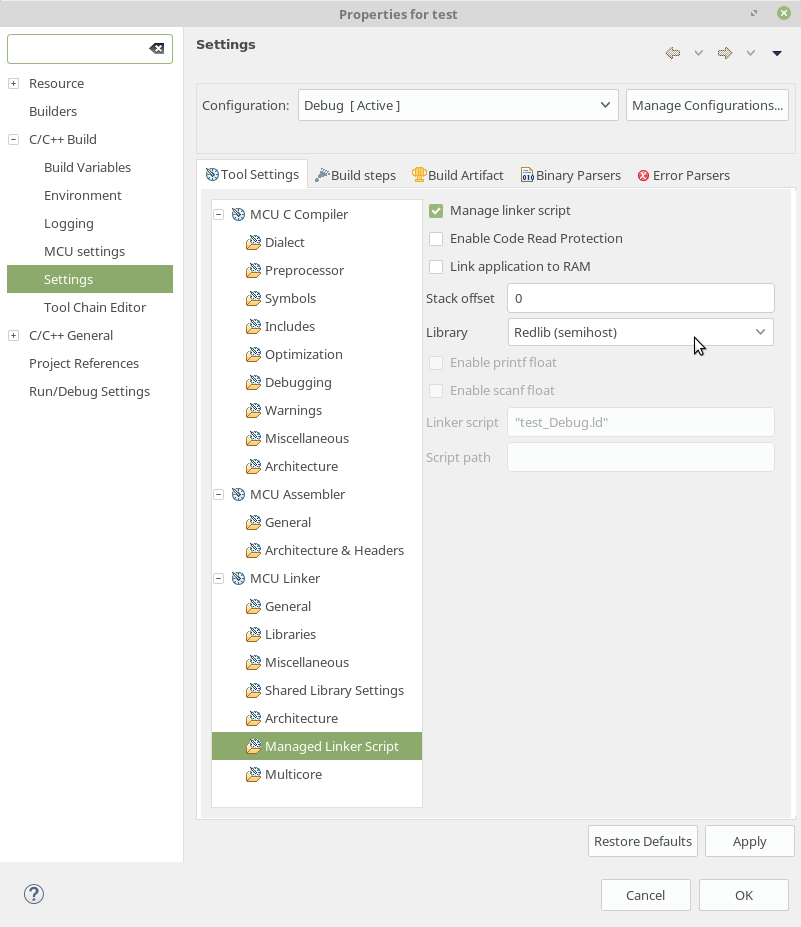 Properties for test
Resource
Builders
C/C++ Build
Build Variables
Environment
Logging
MCU settings
Settings
Tool Chain Editor
C/C++ General
Project References
Run/Debug Settings
Settings
Configuration: Debug [ Active ] Manage Configurations...
Tool Settings Build steps Build Artifact Binary Parsers Error Parsers
MCU C Compiler
Dialect
Preprocessor
Symbols
Includes
Optimization
Debugging
Warnings
Miscellaneous
Architecture
MCU Assembler
General
Architecture & Headers
MCU Linker
General
Libraries
Miscellaneous
Shared Library Settings
Architecture
Managed Linker Script
Multicore
Manage linker script
Enable Code Read Protection
Link application to RAM
Stack offset 0
Library Redlib (semihost)
Enable printf float
Enable scanf float
Linker script "test_Debug.ld"
Script path
Restore Defaults Apply
? Cancel OK